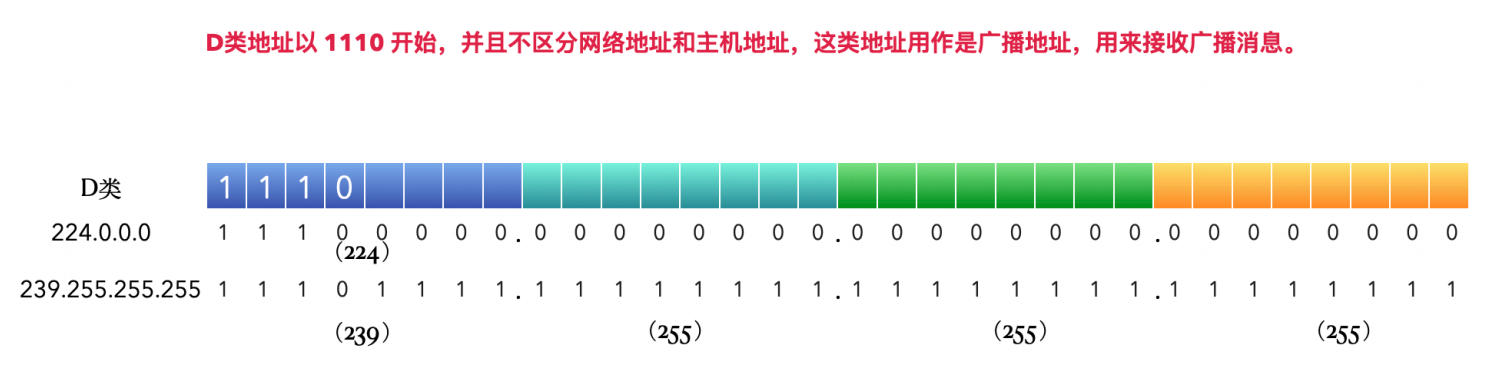 D类地址以 1110 开始，并且不区分网络地址和主机地址，这类地址用作是广播地址，用来接收广播消息。
D类 1 1 1 0
224.0.0.0 1 1 1 0 0 0 0 0 . 0 0 0 0 0 0 0 0 . 0 0 0 0 0 0 0 0 . 0 0 0 0 0 0 0 0
（224）
239.255.255.255 1 1 1 0 1 1 1 1 . 1 1 1 1 1 1 1 1 . 1 1 1 1 1 1 1 1 . 1 1 1 1 1 1 1 1
（239） （255） （255） （255）